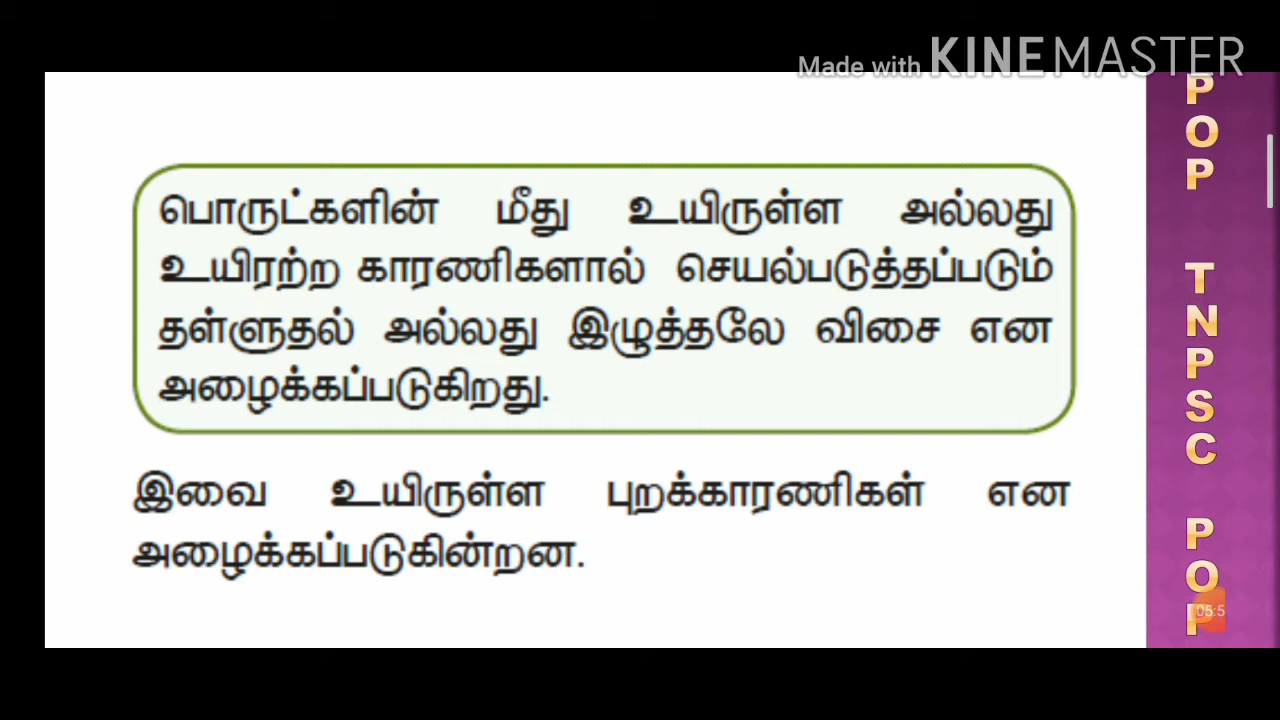 Made with KINEMASTER
பொருட்களின் மீது உயிருள்ள அல்லது
உயிரற்ற காரணிகளால் செயல்படுத்தப்படும்
தள்ளுதல் அல்லது இழுத்தலே விசை என
அழைக்கப்படுகிறது.
இவை உயிருள்ள புறக்காரணிகள் என
அழைக்கப்படுகின்றன.
POP TNPSC POP
05:5